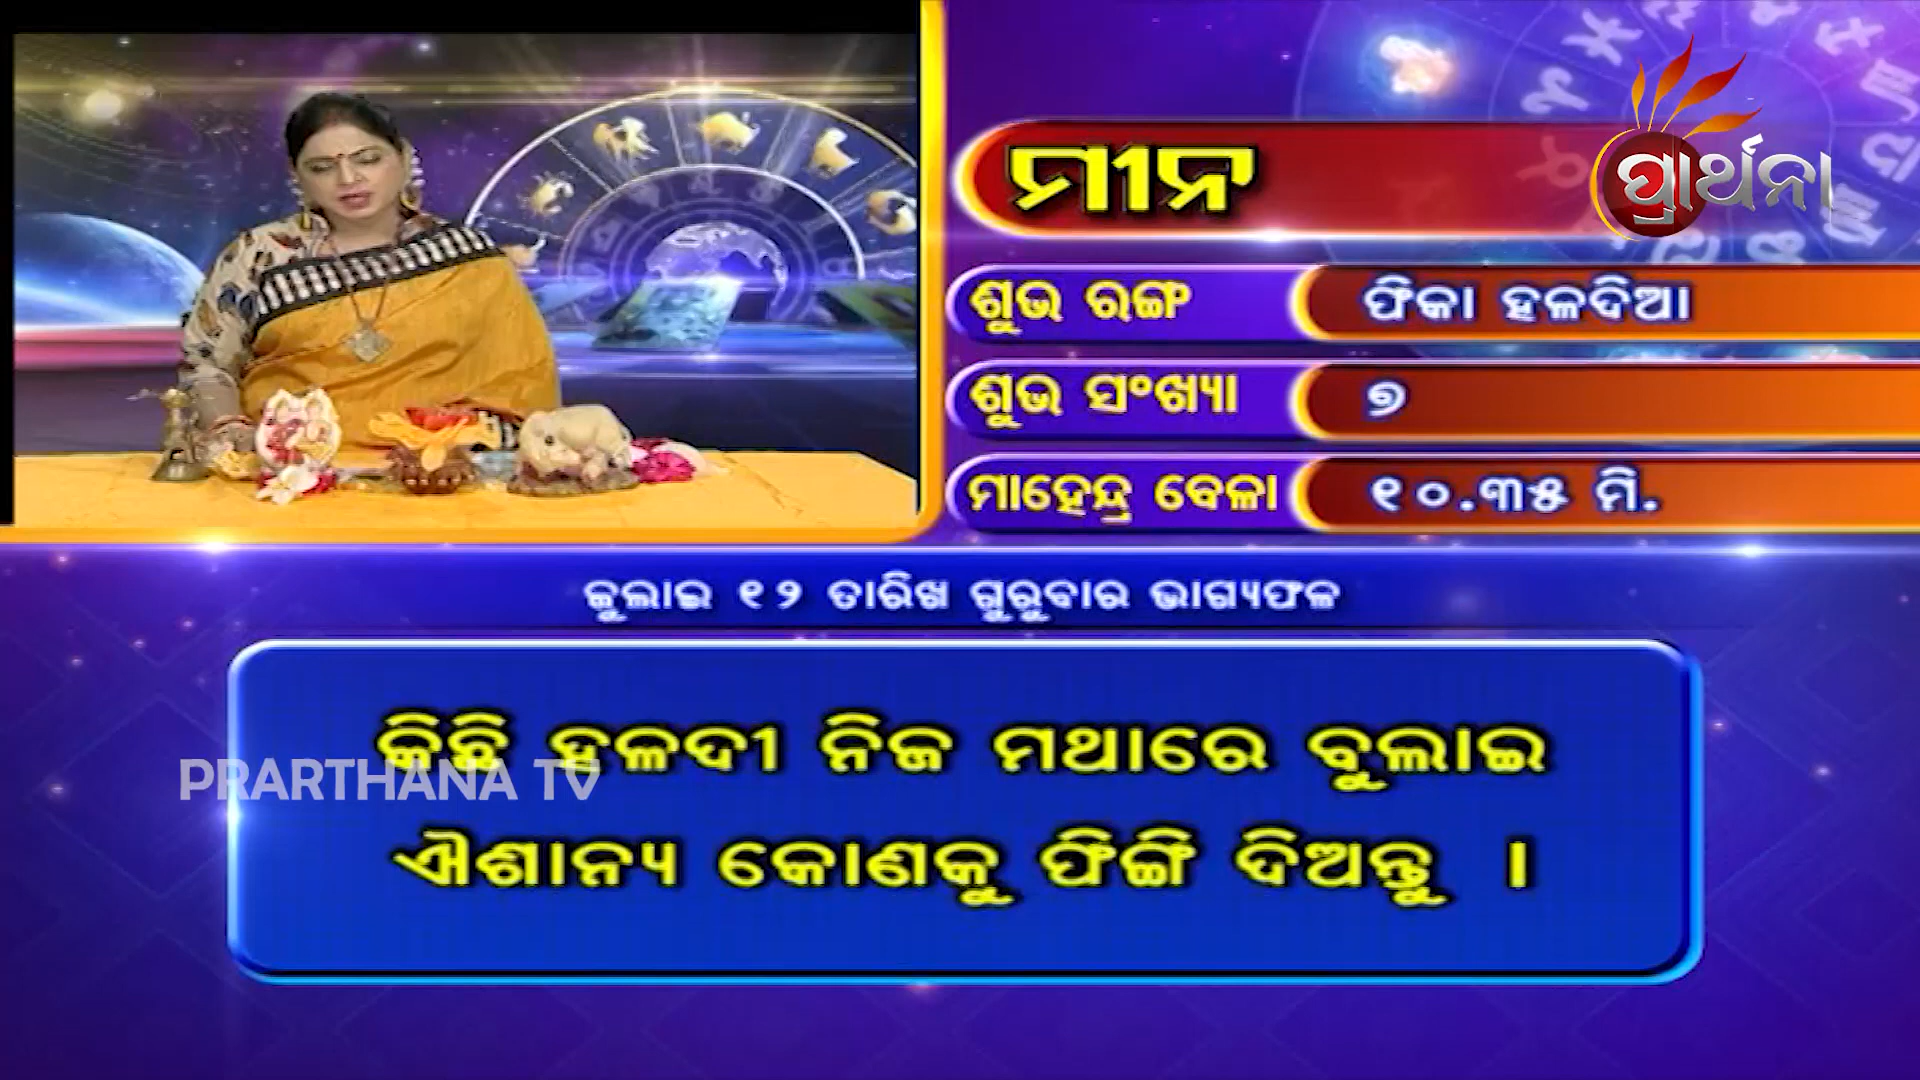 ମୀନ
ପ୍ରାର୍ଥନା
ଶୁଭ ରଙ୍ଗ ଫିକା ହଳଦିଆ
ଶୁଭ ସଂଖ୍ୟା ୭
ମାହେନ୍ଦ୍ର ବେଳା ୧୦.୩୫ ମି.
ଜୁଲାଇ ୧୨ ତାରିଖ ଗୁରୁବାର ଭାଗ୍ୟଫଳ
କିଛି ହଳଦୀ ନିଜ ମଥାରେ ବୁଲାଇ
PRARTHANA TV
ଐଶାନ୍ୟ କୋଣକୁ ଫିଙ୍ଗି ଦିଅନ୍ତୁ ।